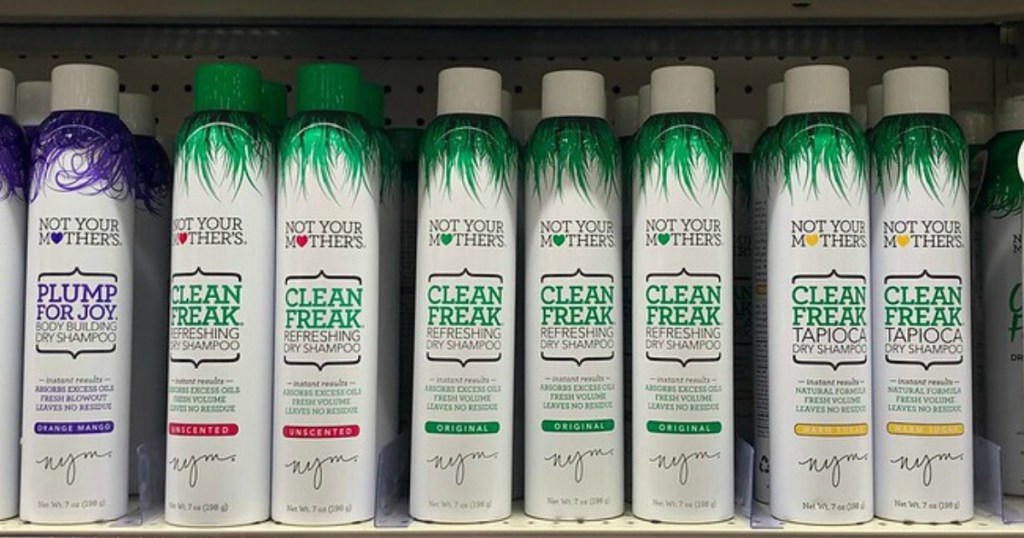 NOT YOUR
M♥THER'S®
PLUMP
FOR JOY®
BODY BUILDING
DRY SHAMPOO
instant results
ABSORBS EXCESS OILS
FRESH BLOWOUT
LEAVES NO RESIDUE
ORANGE MANGO
nym®
Net Wt. 7 oz (198 g)
NOT YOUR
M♥THER'S®
CLEAN
FREAK®
REFRESHING
DRY SHAMPOO
instant results
ABSORBS EXCESS OILS
FRESH VOLUME
LEAVES NO RESIDUE
UNSCENTED
nym®
Net Wt. 7 oz (198 g)
NOT YOUR
M♥THER'S®
CLEAN
FREAK®
REFRESHING
DRY SHAMPOO
instant results
ABSORBS EXCESS OILS
FRESH VOLUME
LEAVES NO RESIDUE
UNSCENTED
nym®
Net Wt. 7 oz (198 g)
NOT YOUR
M♥THER'S®
CLEAN
FREAK®
REFRESHING
DRY SHAMPOO
instant results
ABSORBS EXCESS OILS
FRESH VOLUME
LEAVES NO RESIDUE
ORIGINAL
nym®
Net Wt. 7 oz (198 g)
NOT YOUR
M♥THER'S®
CLEAN
FREAK®
REFRESHING
DRY SHAMPOO
instant results
ABSORBS EXCESS OILS
FRESH VOLUME
LEAVES NO RESIDUE
ORIGINAL
nym®
Net Wt. 7 oz (198 g)
NOT YOUR
M♥THER'S®
CLEAN
FREAK®
REFRESHING
DRY SHAMPOO
instant results
ABSORBS EXCESS OILS
FRESH VOLUME
LEAVES NO RESIDUE
ORIGINAL
nym®
Net Wt. 7 oz (198 g)
NOT YOUR
M♥THER'S®
CLEAN
FREAK
TAPIOCA
DRY SHAMPOO
instant results
NATURAL FORMULA
FRESH VOLUME
LEAVES NO RESIDUE
WARM SUGAR
nym®
Net Wt. 7 oz (198 g)
NOT YOUR
M♥THER'S®
CLEAN
FREAK®
TAPIOCA
DRY SHAMPOO
instant results
NATURAL FORMULA
FRESH VOLUME
LEAVES NO RESIDUE
WARM SUGAR
nym®
Net Wt. 7 oz (198 g)